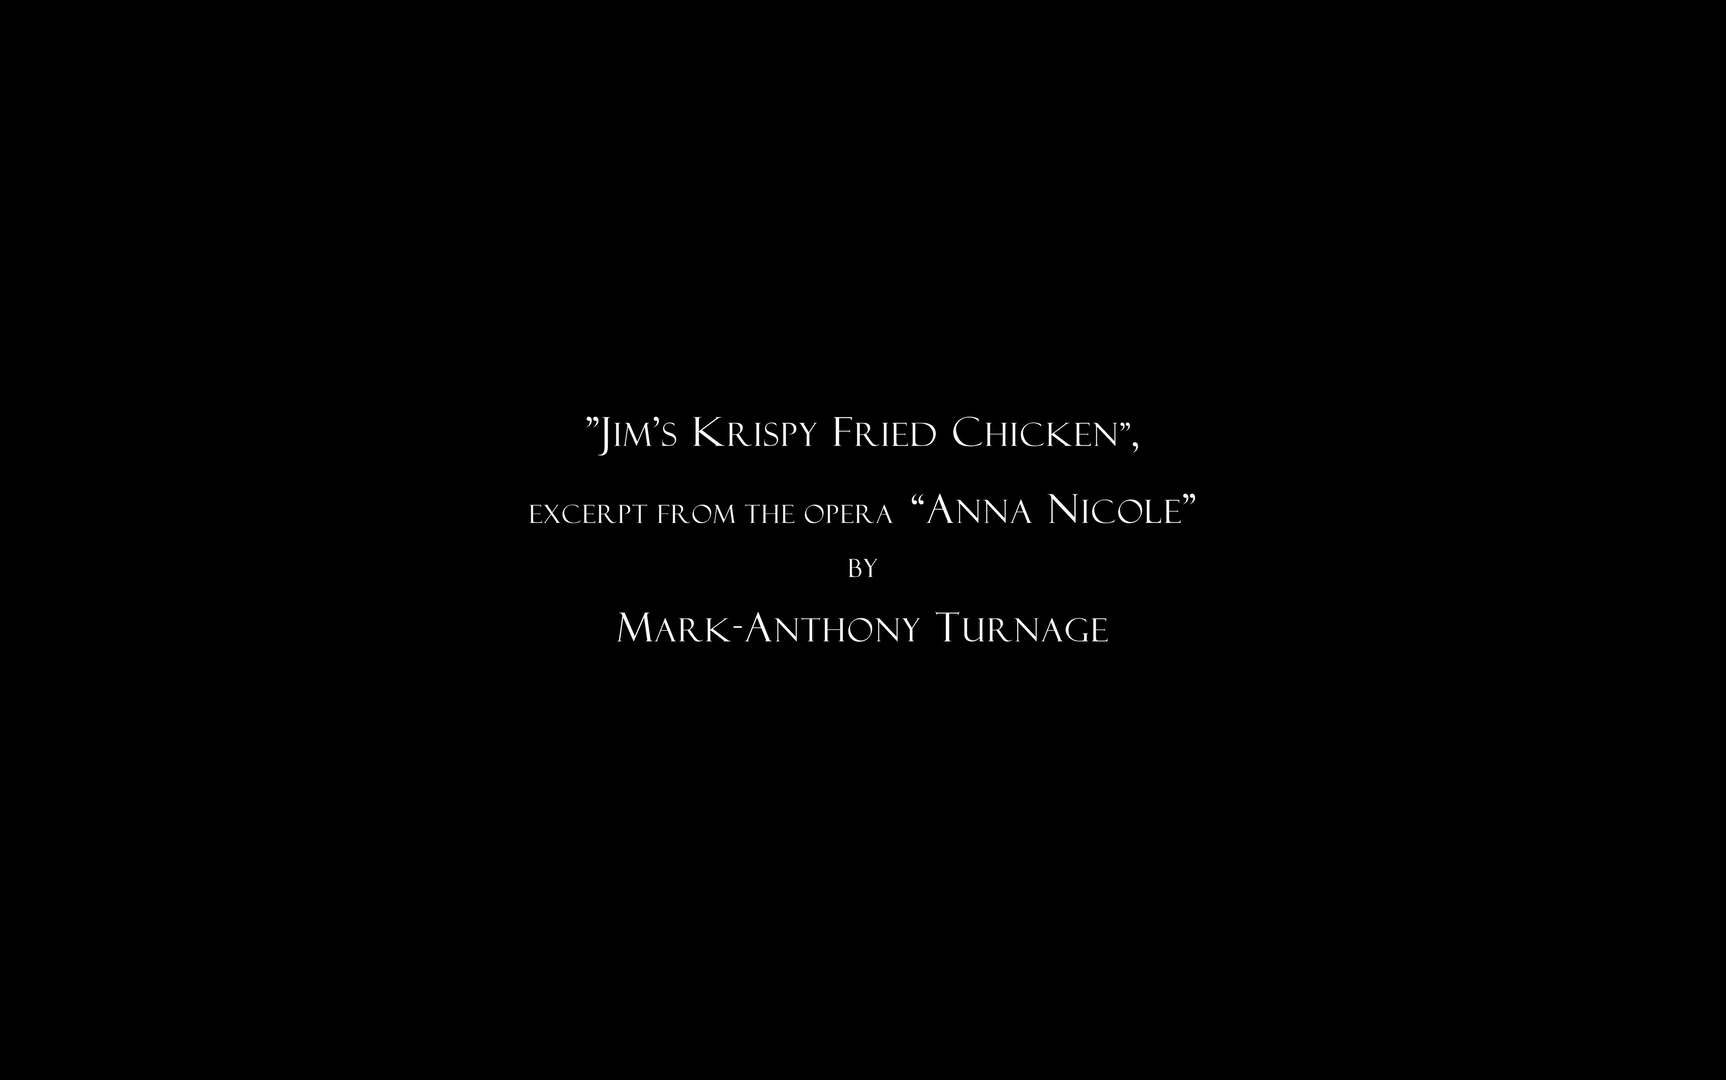 ”Jim’s Krispy Fried Chicken”,
excerpt from the opera “Anna Nicole”
by
Mark-Anthony Turnage